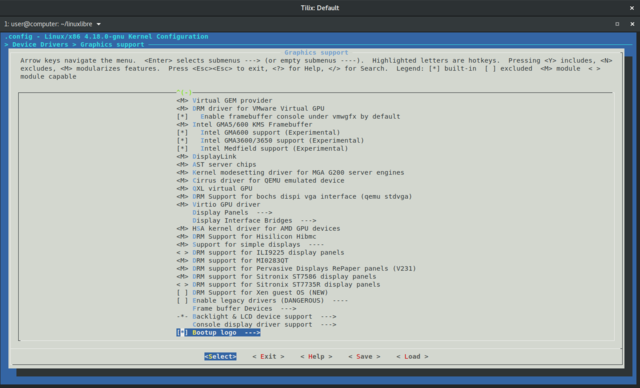 Tilix: Default
1: user@computer: ~/linuxlibre
.config - Linux/x86 4.18.0-gnu Kernel Configuration
> Device Drivers > Graphics support
Graphics support
Arrow keys navigate the menu. <Enter> selects submenus ---> (or empty submenus ----). Highlighted letters are hotkeys. Pressing <Y> includes, <N>
excludes, <M> modularizes features. Press <Esc><Esc> to exit, <?> for Help, </> for Search. Legend: [*] built-in [ ] excluded <M> module < >
module capable
^(-)
<M> Virtual GEM provider
<M> DRM driver for VMware Virtual GPU
[*] Enable framebuffer console under vmwgfx by default
<M> Intel GMA5/600 KMS Framebuffer
[*] Intel GMA600 support (Experimental)
[*] Intel GMA3600/3650 support (Experimental)
[*] Intel Medfield support (Experimental)
<M> DisplayLink
<M> AST server chips
<M> Kernel modesetting driver for MGA G200 server engines
<M> Cirrus driver for QEMU emulated device
<M> QXL virtual GPU
<M> DRM Support for bochs dispi vga interface (qemu stdvga)
<M> Virtio GPU driver
Display Panels --->
Display Interface Bridges --->
<M> HSA kernel driver for AMD GPU devices
<M> DRM Support for Hisilicon Hibmc
<M> Support for simple displays ----
< > DRM support for ILI9225 display panels
<M> DRM support for MI0283QT
<M> DRM support for Pervasive Displays RePaper panels (V231)
<M> DRM support for Sitronix ST7586 display panels
< > DRM support for Sitronix ST7735R display panels
[ ] DRM Support for Xen guest OS (NEW)
[ ] Enable legacy drivers (DANGEROUS) ----
Frame buffer Devices --->
-*- Backlight & LCD device support --->
Console display driver support --->
[*] Bootup logo --->
<Select> < Exit > < Help > < Save > < Load >